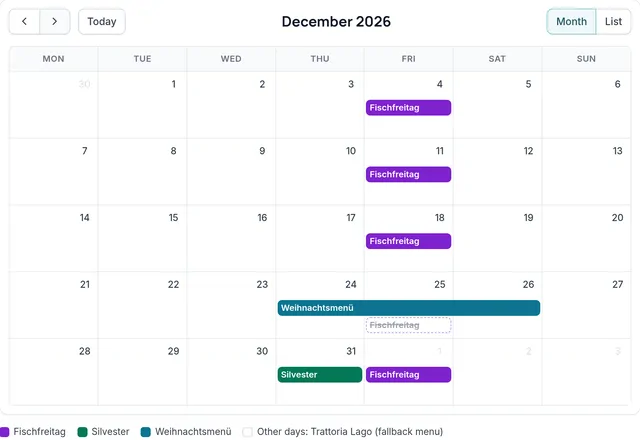 Today
December 2026
Month
List
MON TUE WED THU FRI SAT SUN
30 1 2 3 4 5 6
Fischfreitag
7 8 9 10 11 12 13
Fischfreitag
14 15 16 17 18 19 20
Fischfreitag
21 22 23 24 25 26 27
Weihnachtsmenü
Fischfreitag
28 29 30 31 1 2 3
Silvester Fischfreitag
Fischfreitag Silvester Weihnachtsmenü Other days: Trattoria Lago (fallback menu)